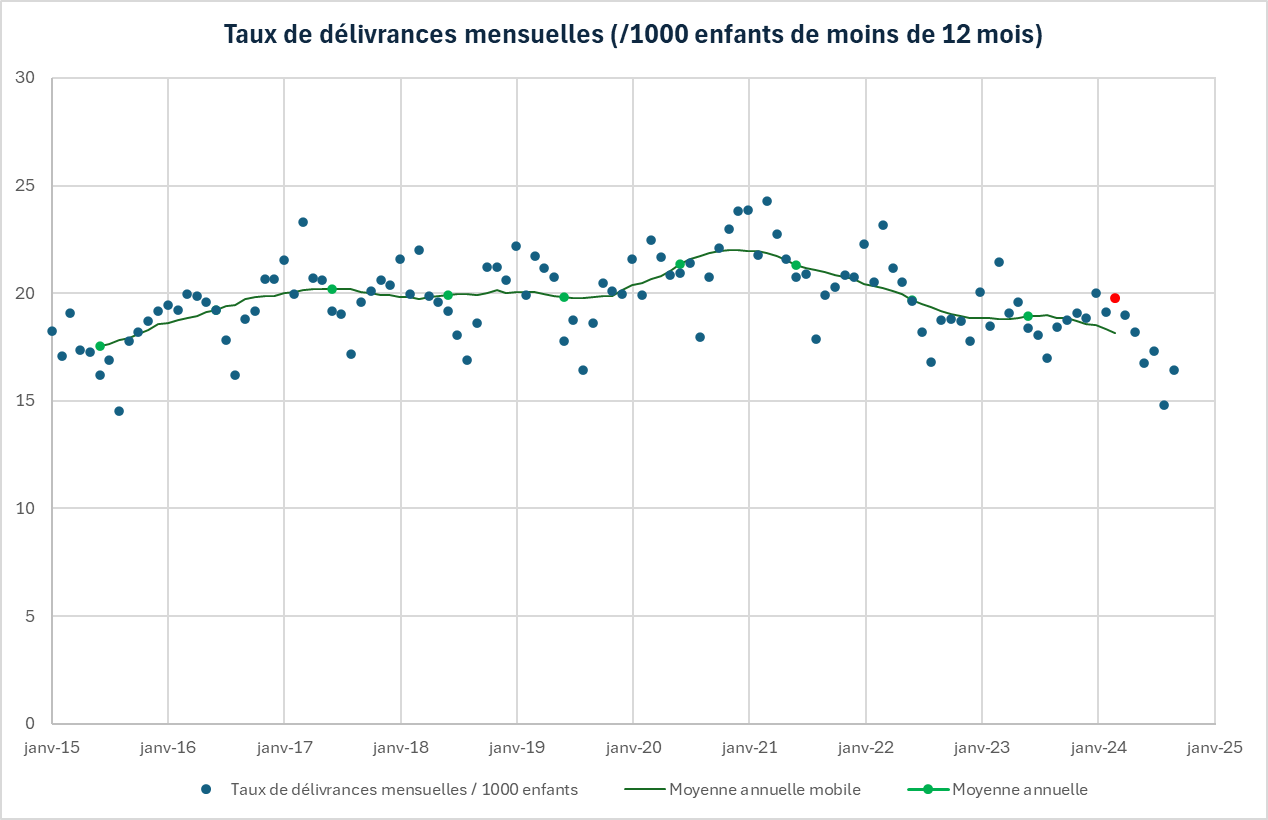 Taux de délivrances mensuelles (/1000 enfants de moins de 12 mois)
30
25
20
15
10
5
0
janv-15 janv-16 janv-17 janv-18 janv-19 janv-20 janv-21 janv-22 janv-23 janv-24 janv-25
Taux de délivrances mensuelles / 1000 enfants Moyenne annuelle mobile Moyenne annuelle